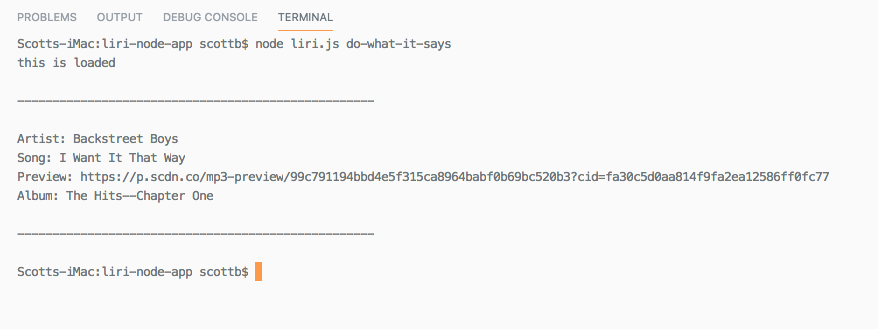 PROBLEMS OUTPUT DEBUG CONSOLE TERMINAL
Scotts-iMac:liri-node-app scottb$ node liri.js do-what-it-says
this is loaded
---------------------------------------------------
Artist: Backstreet Boys
Song: I Want It That Way
Preview: https://p.scdn.co/mp3-preview/99c791194bbd4e5f315ca8964babf0b69bc520b3?cid=fa30c5d0aa814f9fa2ea12586ff0fc77
Album: The Hits--Chapter One
---------------------------------------------------
Scotts-iMac:liri-node-app scottb$